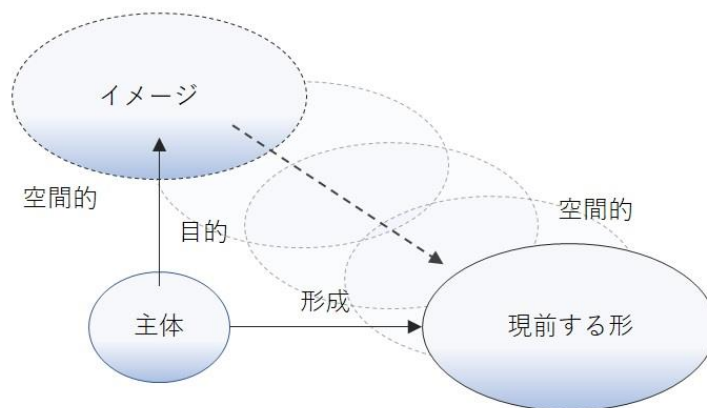 イメージ
空間的
目的
空間的
形成
主体
現前する形